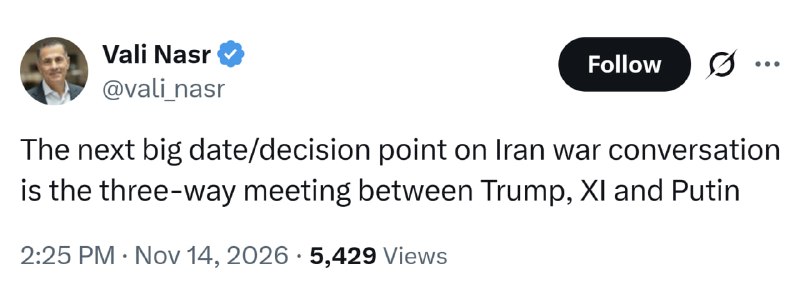 Vali Nasr
@vali_nasr
Follow
The next big date/decision point on Iran war conversation
is the three-way meeting between Trump, XI and Putin
2:25 PM · Nov 14, 2026 · 5,429 Views